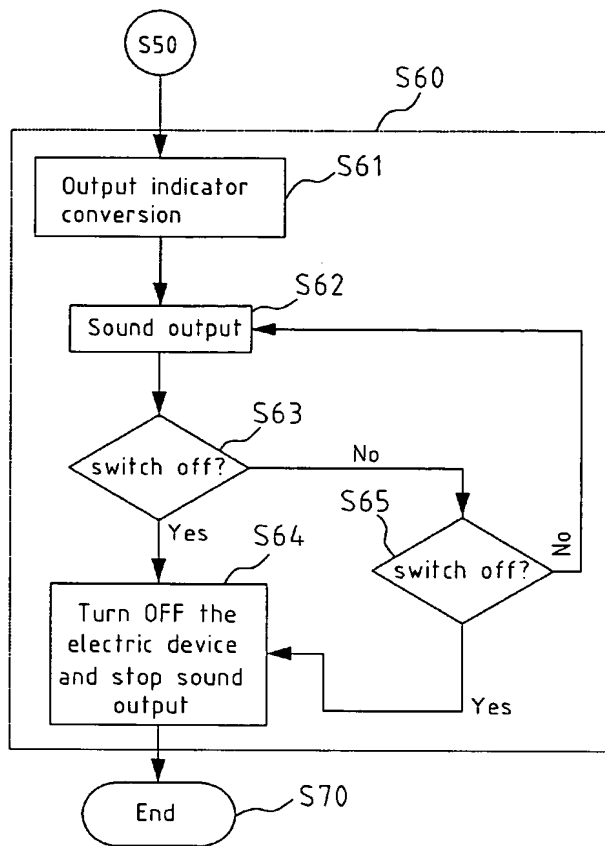 S50
S60
Output indicator
conversion
S61
S62
Sound output
S63
switch off?
No
S65
switch off?
No
Yes
S64
Turn OFF the
electric device
and stop sound
output
Yes
End
S70